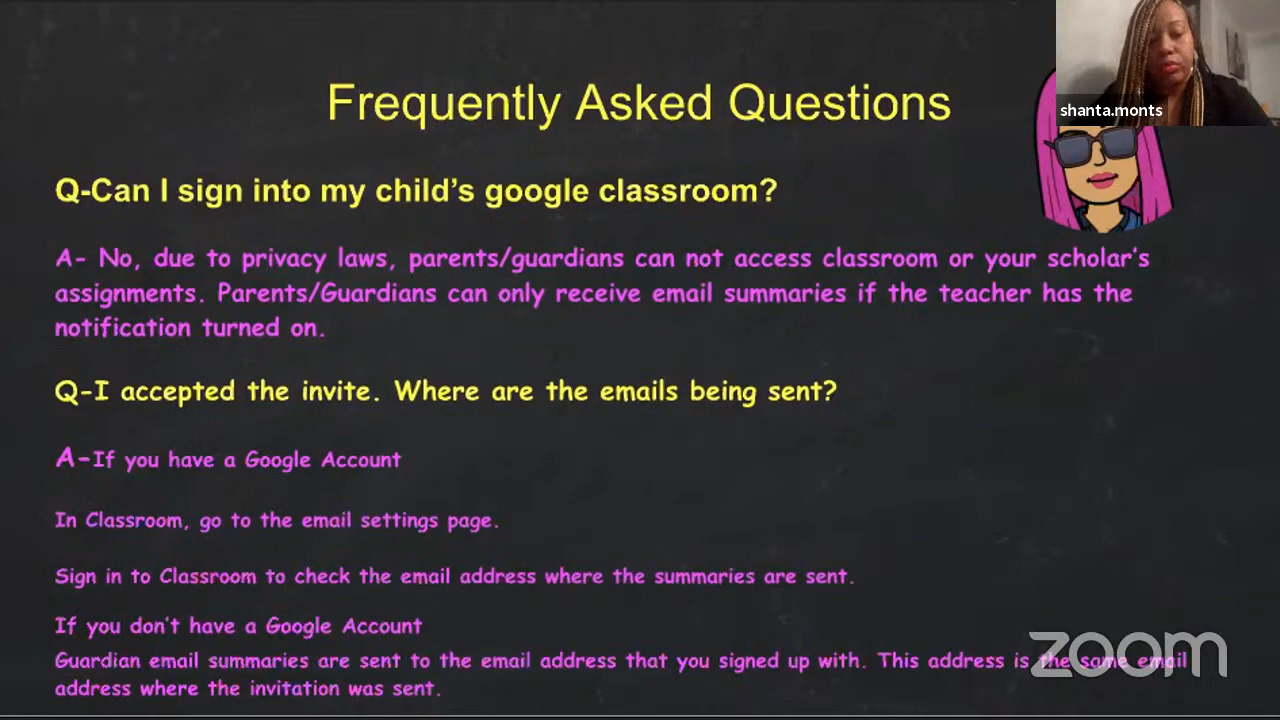 Frequently Asked Questions
shanta.monts
Q-Can I sign into my child's google classroom?
A- No, due to privacy laws, parents/guardians can not access classroom or your scholar's
assignments. Parents/Guardians can only receive email summaries if the teacher has the
notification turned on.
Q-I accepted the invite. Where are the emails being sent?
A-If you have a Google Account
In Classroom, go to the email settings page.
Sign in to Classroom to check the email address where the summaries are sent.
If you don't have a Google Account
Guardian email summaries are sent to the email address that you signed up with. This address is the same email
address where the invitation was sent.
zoom